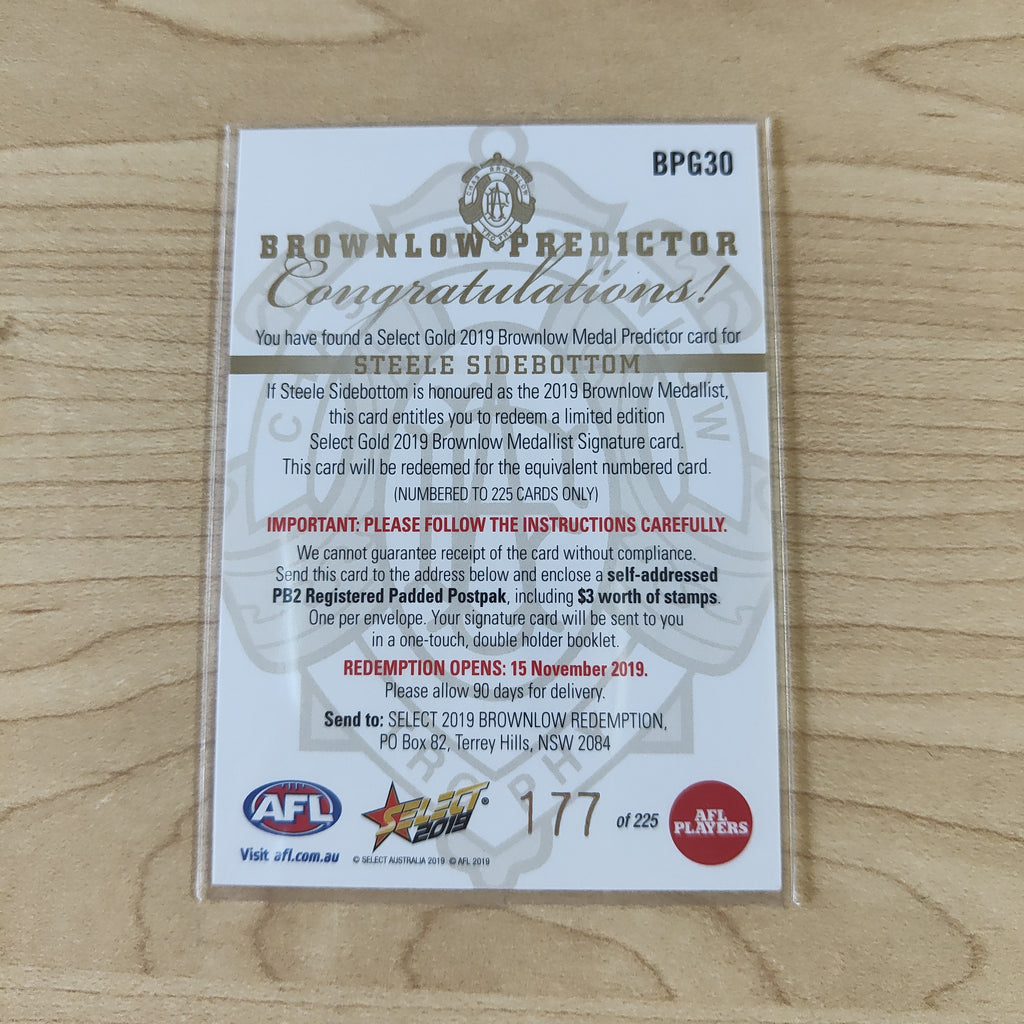 BPG30
CHAS BROWNLOW
TROPHY
BROWNLOW PREDICTOR
Congratulations!
You have found a Select Gold 2019 Brownlow Medal Predictor card for
STEELE SIDEBOTTOM
If Steele Sidebottom is honoured as the 2019 Brownlow Medallist,
this card entitles you to redeem a limited edition
Select Gold 2019 Brownlow Medallist Signature card.
This card will be redeemed for the equivalent numbered card.
(NUMBERED TO 225 CARDS ONLY)
IMPORTANT: PLEASE FOLLOW THE INSTRUCTIONS CAREFULLY.
We cannot guarantee receipt of the card without compliance.
Send this card to the address below and enclose a self-addressed
PB2 Registered Padded Postpak, including $3 worth of stamps.
One per envelope. Your signature card will be sent to you
in a one-touch, double holder booklet.
REDEMPTION OPENS: 15 November 2019.
Please allow 90 days for delivery.
Send to: SELECT 2019 BROWNLOW REDEMPTION,
PO Box 82, Terrey Hills, NSW 2084
AFL
Visit afl.com.au
SELECT®
2019
© SELECT AUSTRALIA 2019 © AFL 2019
177 of 225
AFL
PLAYERS